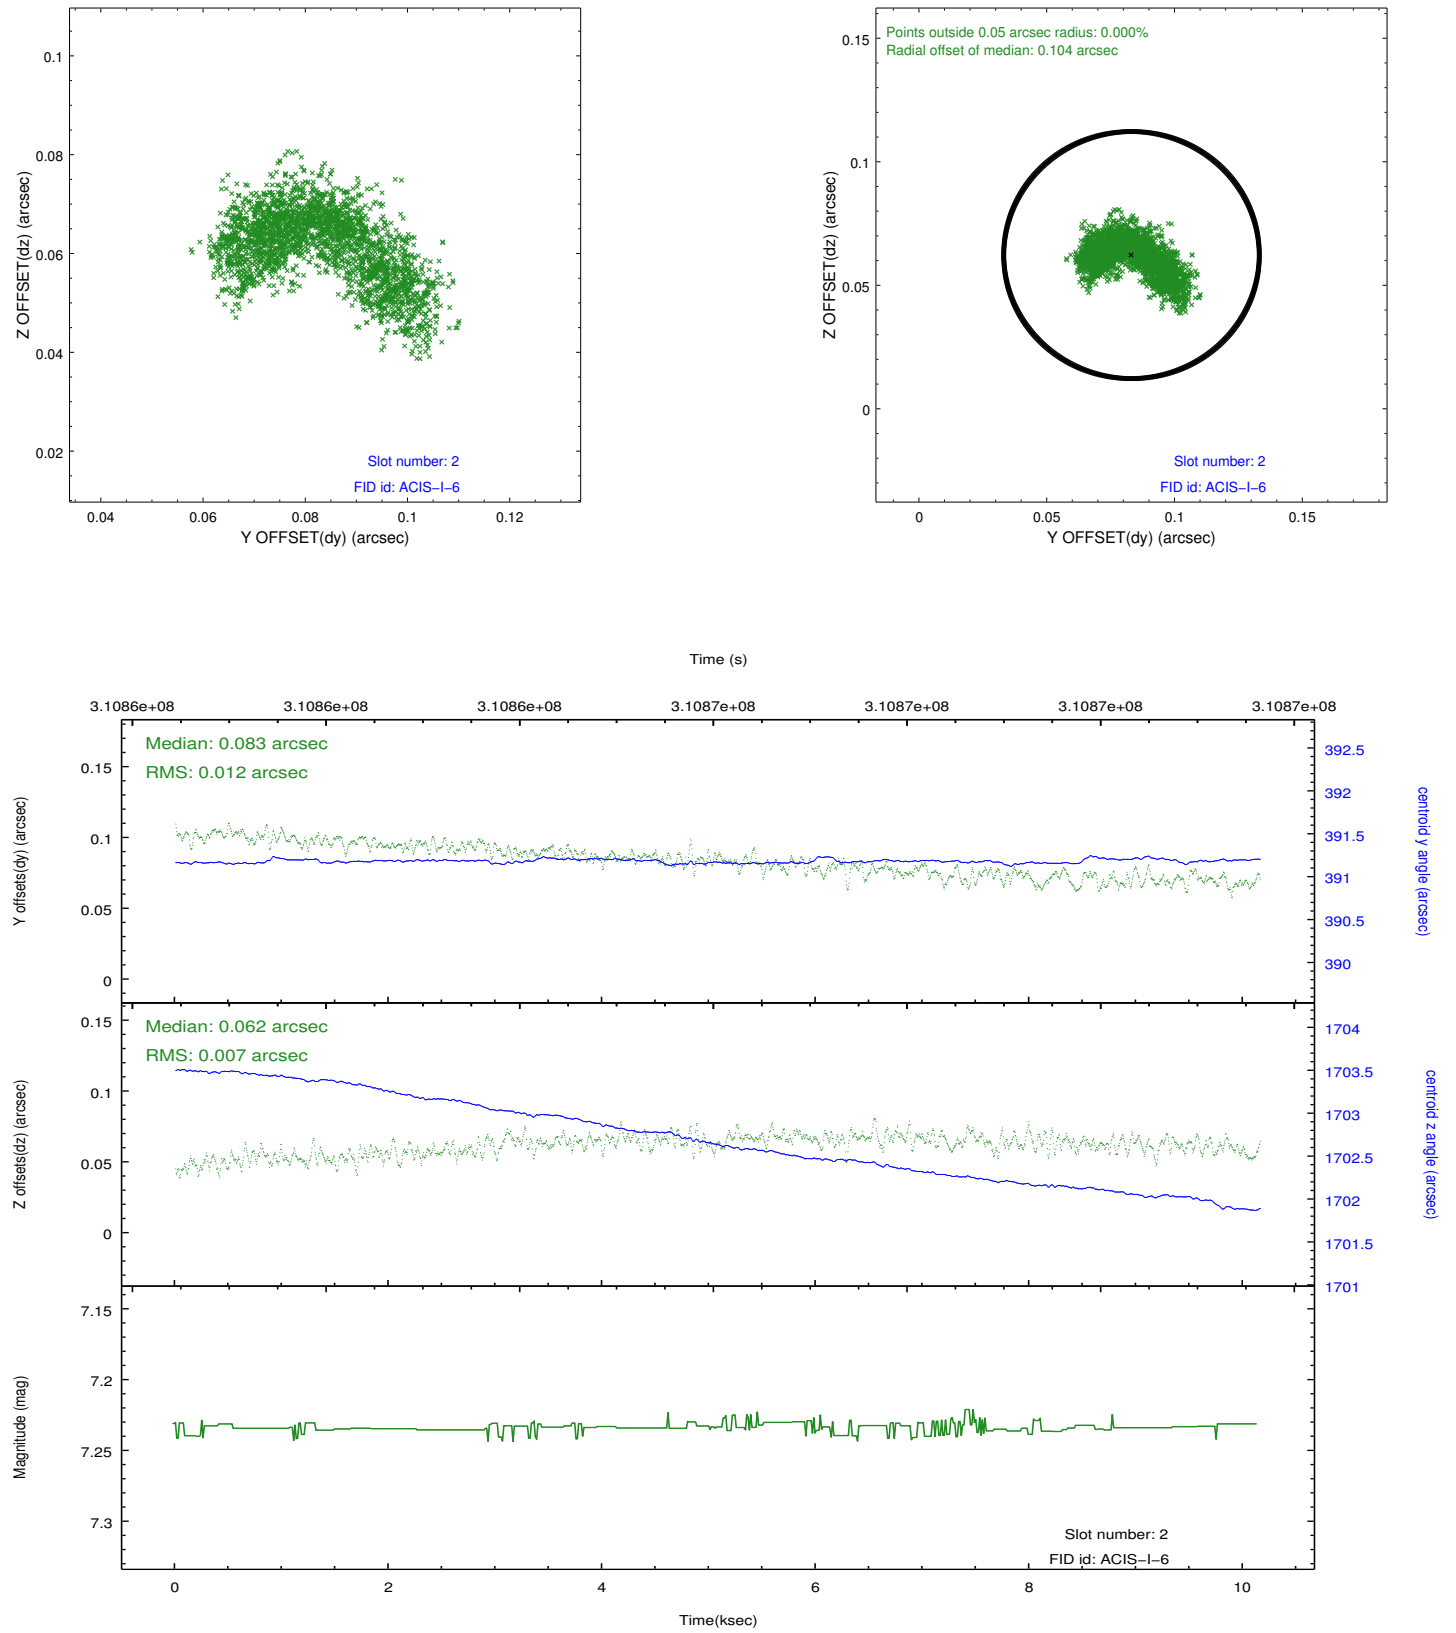 0.1
0.08
0.06
0.04
0.02
Z OFFSET(dz) (arcsec)
Slot number: 2
FID id: ACIS−I−6
0.04 0.06 0.08 0.1 0.12
Y OFFSET(dy) (arcsec)
Points outside 0.05 arcsec radius: 0.000%
Radial offset of median: 0.104 arcsec
0.15
0.1
0.05
0
Z OFFSET(dz) (arcsec)
Slot number: 2
FID id: ACIS−I−6
0 0.05 0.1 0.15
Y OFFSET(dy) (arcsec)
Time (s)
3.1086e+08 3.1086e+08 3.1086e+08 3.1087e+08 3.1087e+08 3.1087e+08 3.1087e+08
Median: 0.083 arcsec
RMS: 0.012 arcsec
0.15
0.1
0.05
0
Y offsets(dy) (arcsec)
392.5
392
391.5
391
390.5
390
centroid y angle (arcsec)
Median: 0.062 arcsec
RMS: 0.007 arcsec
0.15
0.1
0.05
0
Z offsets(dz) (arcsec)
1704
1703.5
1703
1702.5
1702
1701.5
1701
centroid z angle (arcsec)
7.15
7.2
7.25
7.3
Magnitude (mag)
Slot number: 2
FID id: ACIS−I−6
0 2 4 6 8 10
Time(ksec)